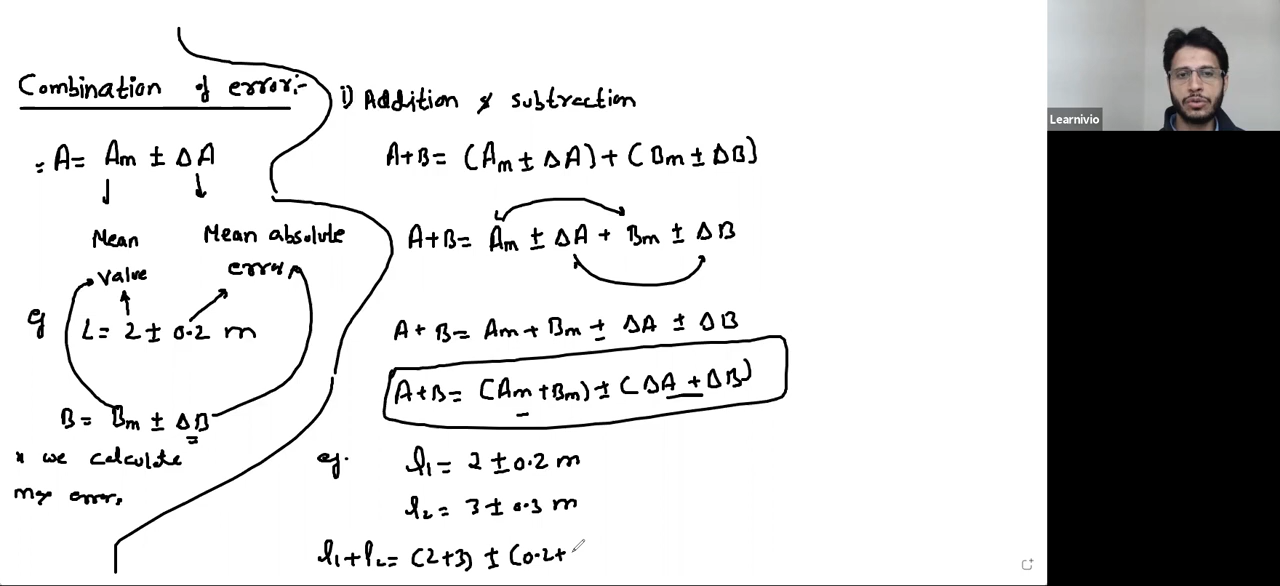 Combination of error:-
= A = Am ± ΔA
Mean Value
Mean absolute error
eg L = 2 ± 0.2 m
B = Bm ± ΔB
* we calculate
max error.
i) Addition & subtraction
A+B = (Am ± ΔA) + (Bm ± ΔB)
A+B = Am ± ΔA + Bm ± ΔB
A + B = Am + Bm ± ΔA ± ΔB
A+B = (Am + Bm) ± (ΔA + ΔB)
eg. l1 = 2 ± 0.2 m
l2 = 3 ± 0.3 m
l1 + l2 = (2+3) ± (0.2+
Learnivio